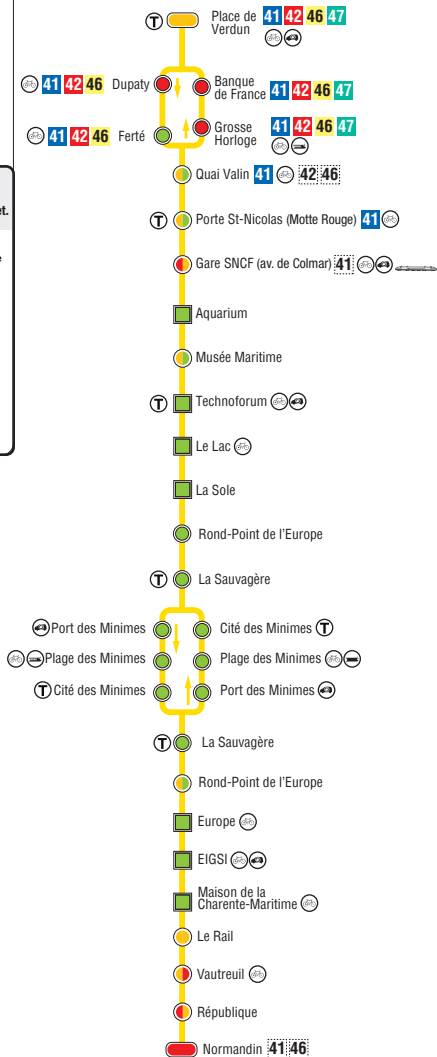 T Place de Verdun 41 42 46 47
41 42 46 Dupaty
Banque de France 41 42 46 47
41 42 46 Ferté
Grosse Horloge 41 42 46 47
Quai Valin 41 42 46
et.
T Porte St-Nicolas (Motte Rouge) 41
e
Gare SNCF (av. de Colmar) 41
Aquarium
Musée Maritime
T Technoforum
Le Lac
La Sole
Rond-Point de l'Europe
T La Sauvagère
Port des Minimes
Cité des Minimes T
Plage des Minimes
Plage des Minimes
T Cité des Minimes
Port des Minimes
T La Sauvagère
Rond-Point de l'Europe
Europe
EIGSI
Maison de la
Charente-Maritime
Le Rail
Vautreuil
République
Normandin 41 46